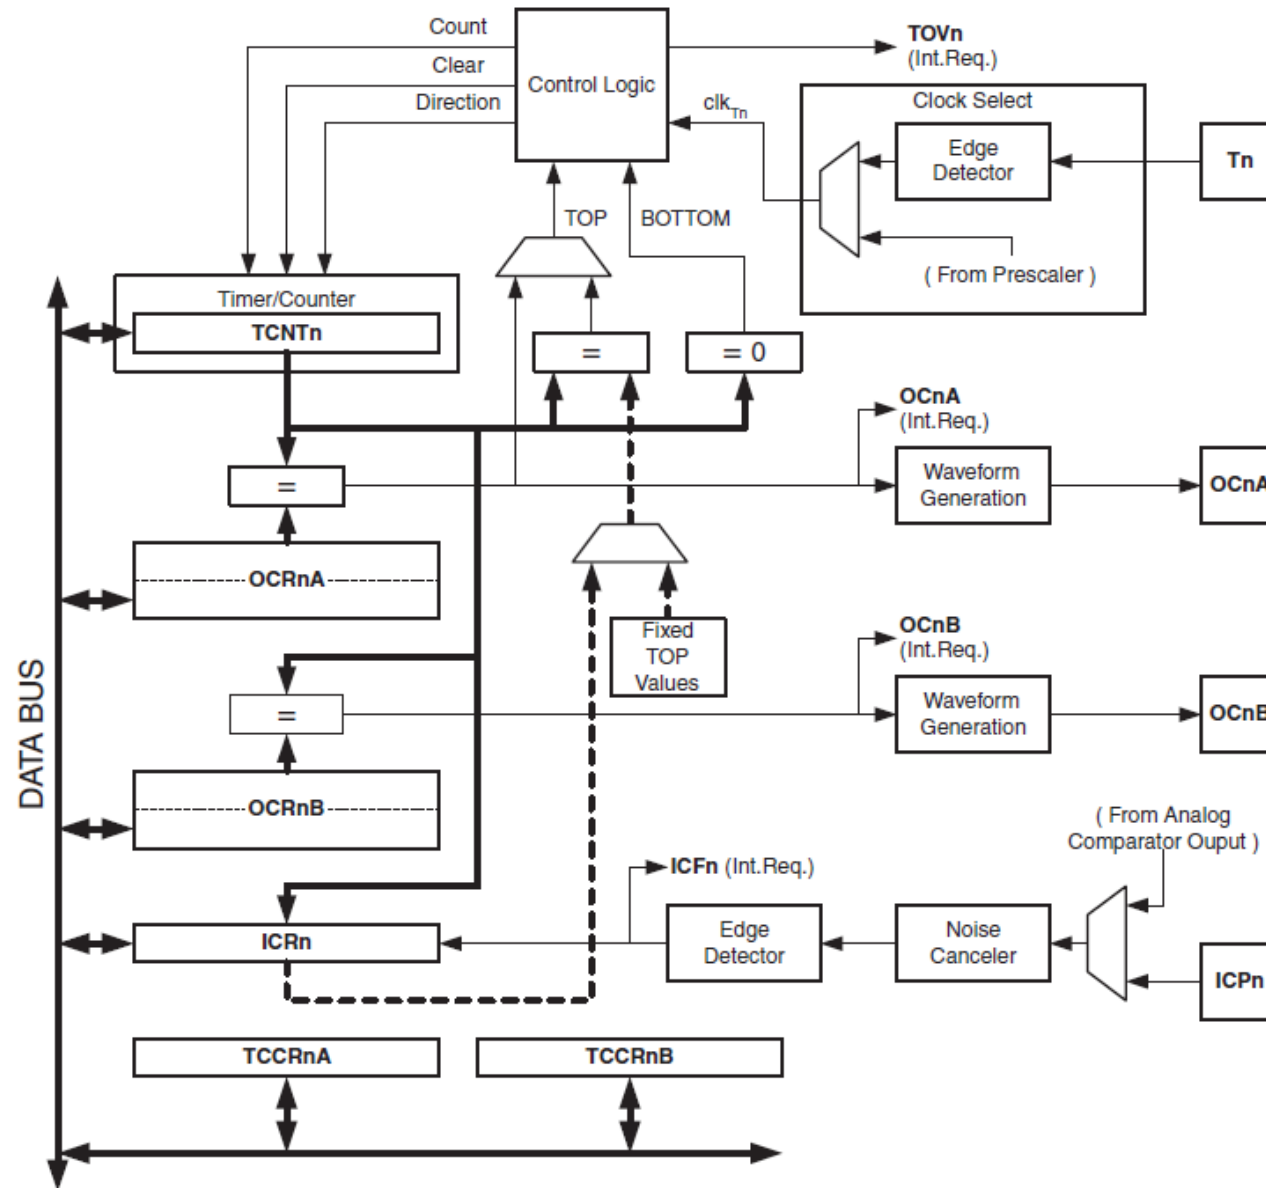 Count
Clear
Direction
Control Logic
TOVn
(Int.Req.)
clkTn
Clock Select
Edge
Detector
Tn
TOP
BOTTOM
( From Prescaler )
Timer/Counter
TCNTn
=
= 0
OCnA
(Int.Req.)
=
Waveform
Generation
OCnA
OCRnA
Fixed
TOP
Values
OCnB
(Int.Req.)
=
Waveform
Generation
OCnB
DATA BUS
OCRnB
( From Analog
Comparator Ouput )
ICFn (Int.Req.)
ICRn
Edge
Detector
Noise
Canceler
ICPn
TCCRnA
TCCRnB